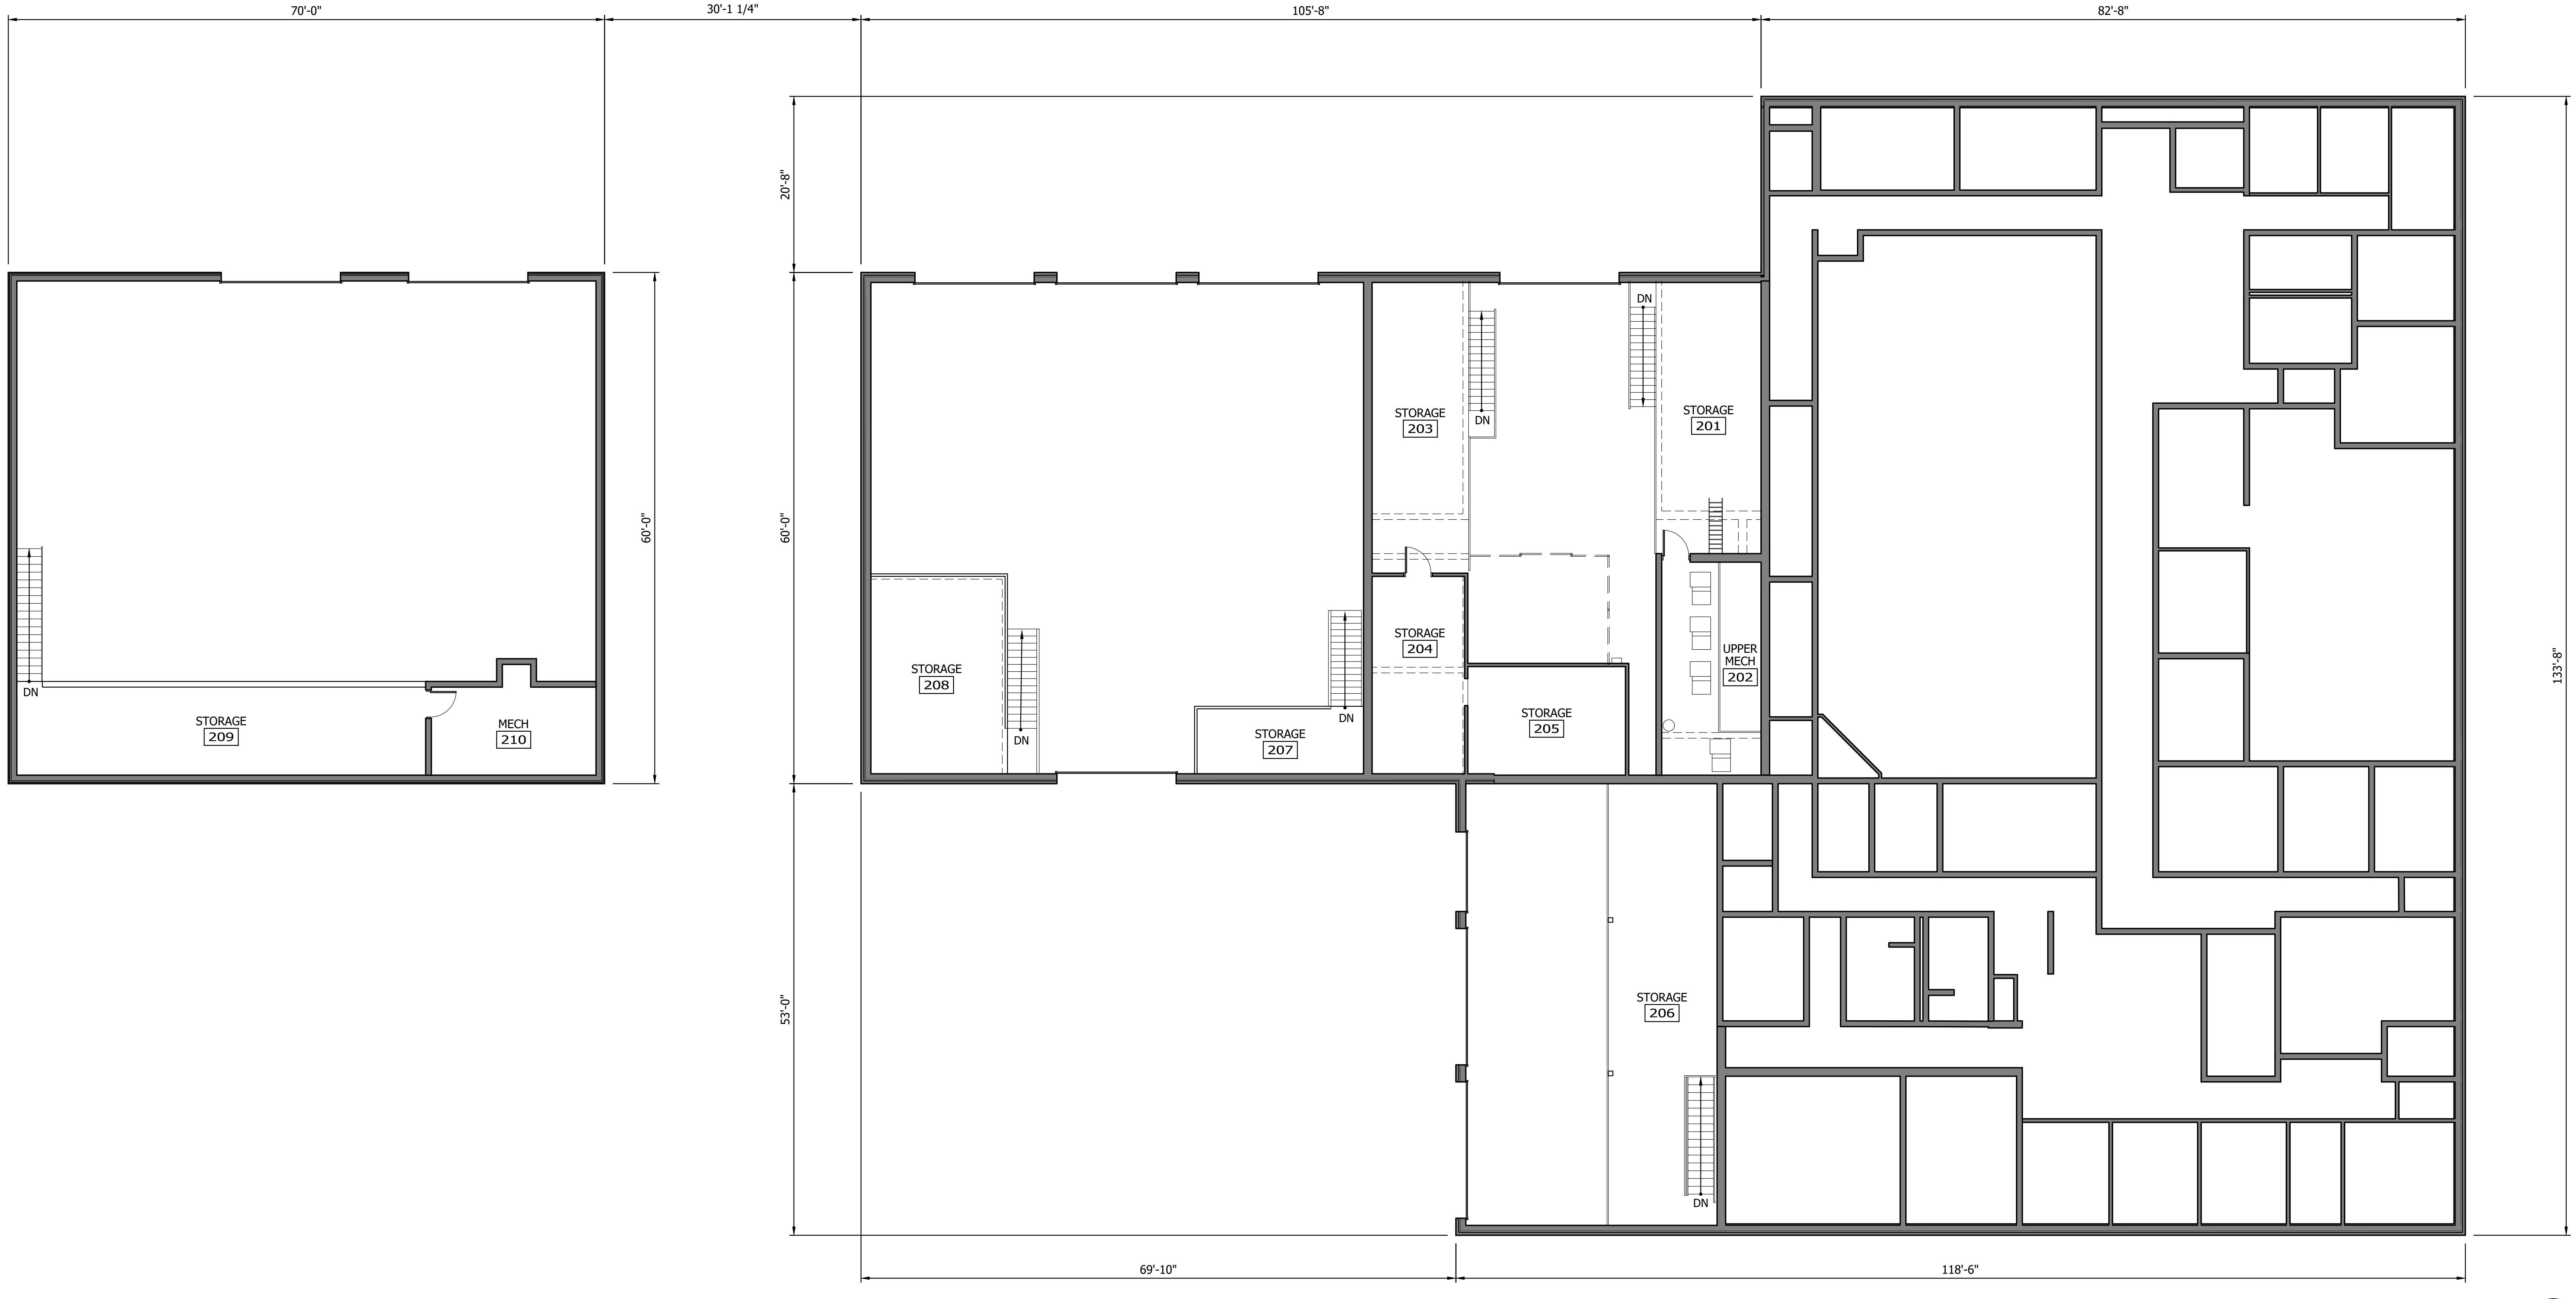 70'-0"
30'-1 1/4"
105'-8"
82'-8"
20'-8"
60'-0"
60'-0"
53'-0"
133'-8"
DN
DN
STORAGE
203
STORAGE
201
STORAGE
204
UPPER
MECH
202
STORAGE
208
STORAGE
205
DN
STORAGE
209
MECH
210
STORAGE
207
DN
DN
STORAGE
206
DN
69'-10"
118'-6"